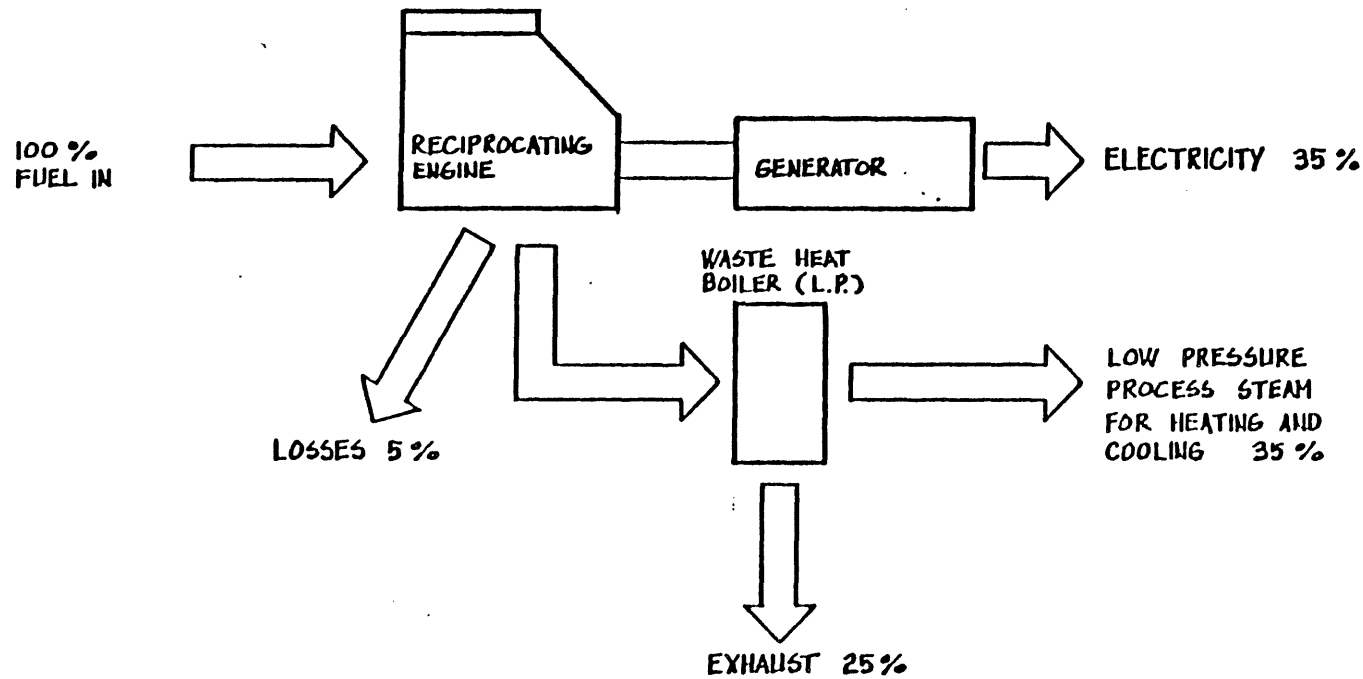 100 %
FUEL IN
RECIPROCATING
ENGINE
GENERATOR
ELECTRICITY 35 %
WASTE HEAT
BOILER (L.P.)
LOW PRESSURE
PROCESS STEAM
FOR HEATING AND
COOLING 35 %
LOSSES 5 %
EXHAUST 25 %